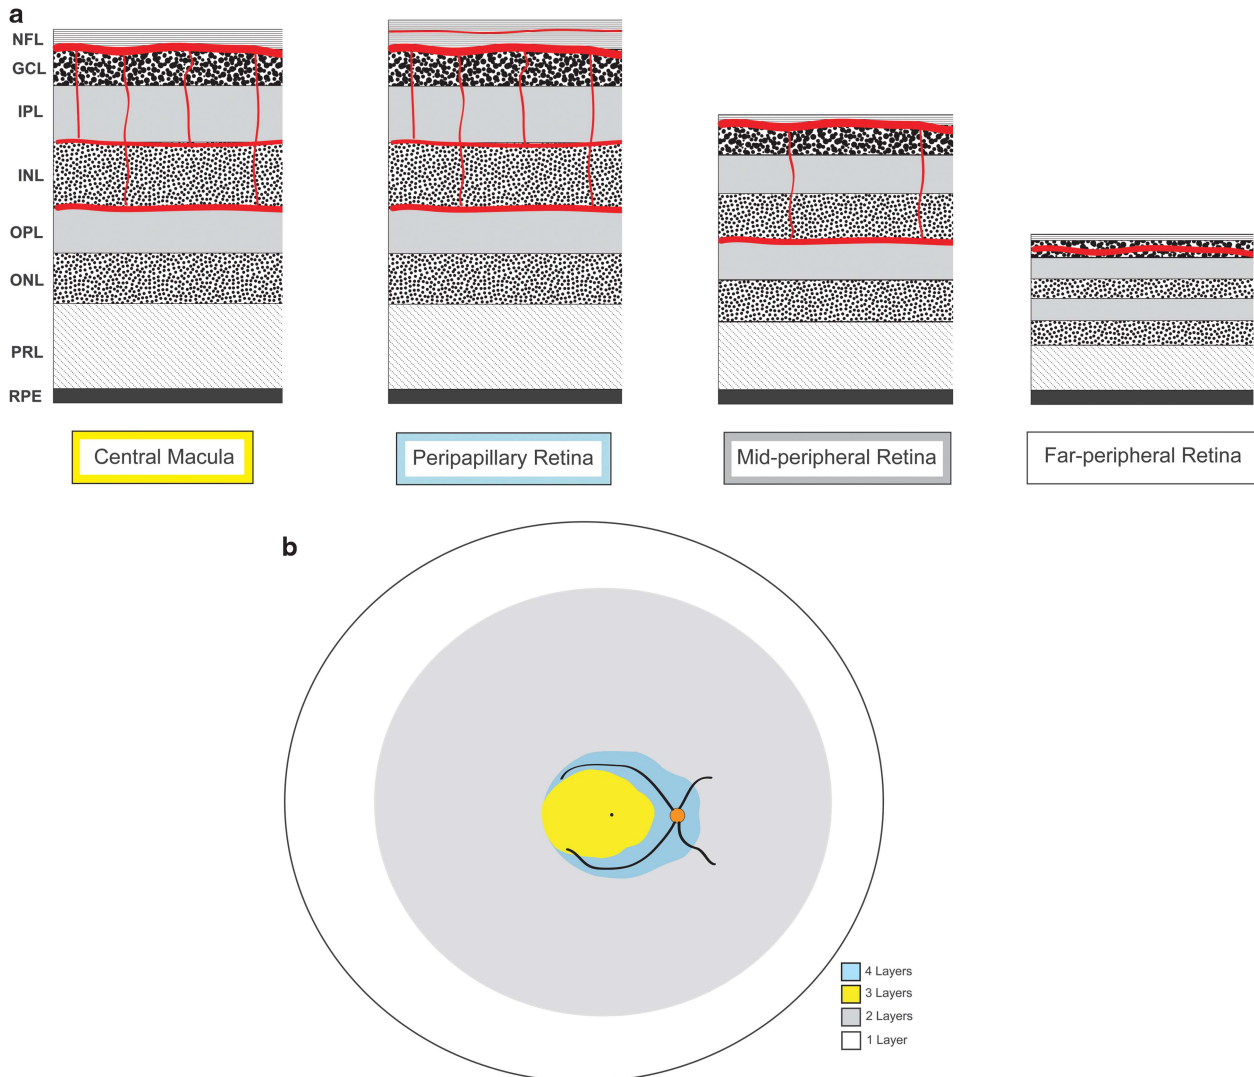 a
NFL
GCL
IPL
INL
OPL
ONL
PRL
RPE
Central Macula
Peripapillary Retina
Mid-peripheral Retina
Far-peripheral Retina
b
4 Layers
3 Layers
2 Layers
1 Layer